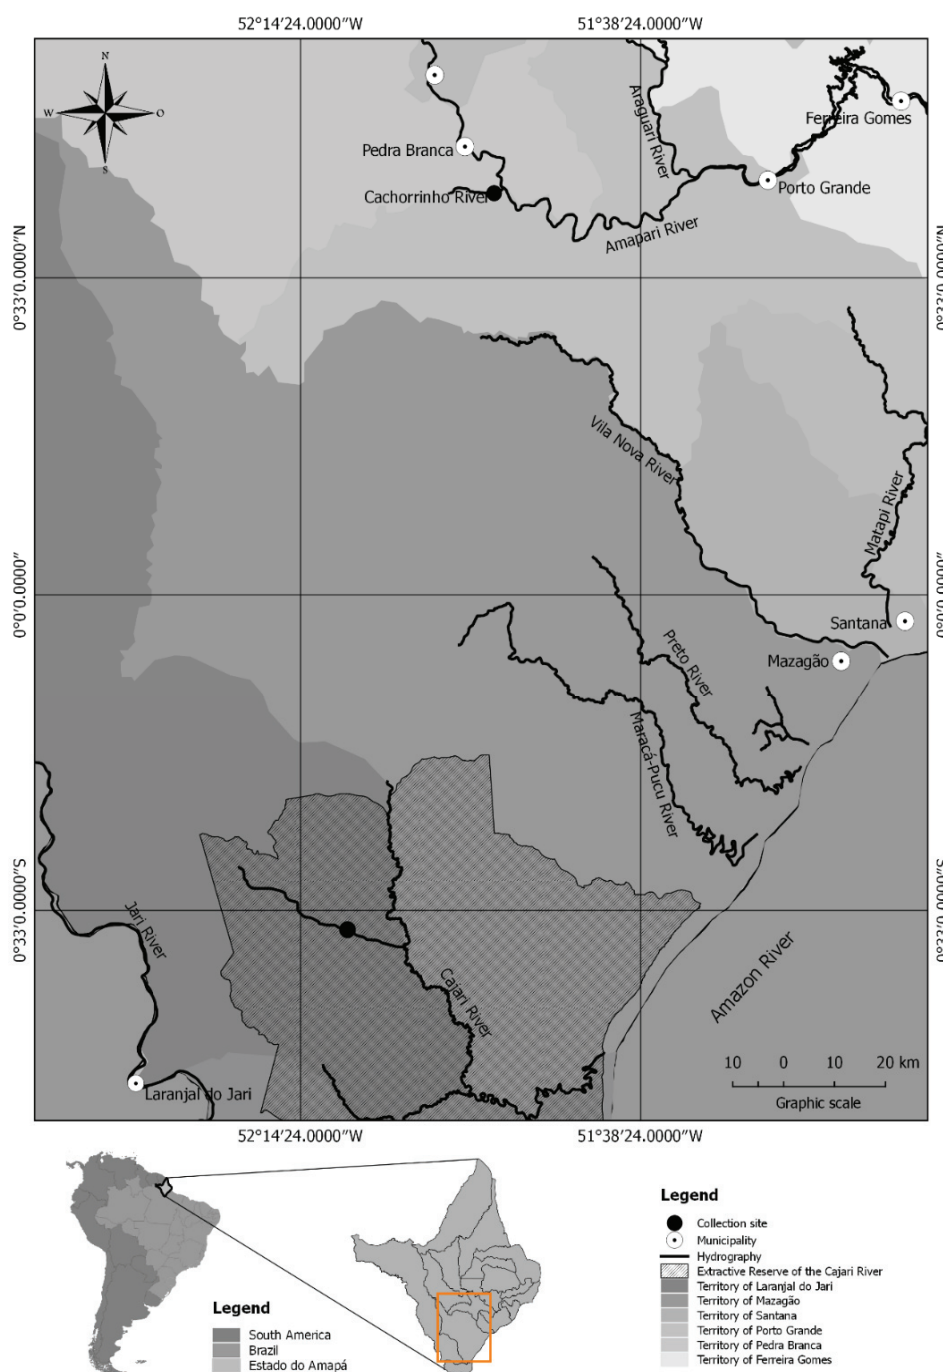 52°14'24.0000"W 51°38'24.0000"W
N
W O
S
Ferreira Gomes
Araguari River
Pedra Branca
Porto Grande
Cachorrinho River
Amapari River
0°33'0.0000"N 0°33'0.0000"N
Vila Nova River
Matapi River
0°0'0.0000" 0°0'0.0000"
Santana
Preto River
Mazagão
Maracá-Pucu River
0°33'0.0000"S 0°33'0.0000"S
Jari River
Amazon River
Cajari River
10 0 10 20 km
Laranjal do Jari
Graphic scale
52°14'24.0000"W 51°38'24.0000"W
Legend
Collection site
Municipality
Hydrography
Extractive Reserve of the Cajari River
Territory of Laranjal do Jari
Territory of Mazagão
Territory of Santana
Territory of Porto Grande
Territory of Pedra Branca
Territory of Ferreira Gomes
Legend
South America
Brazil
Estado do Amapá